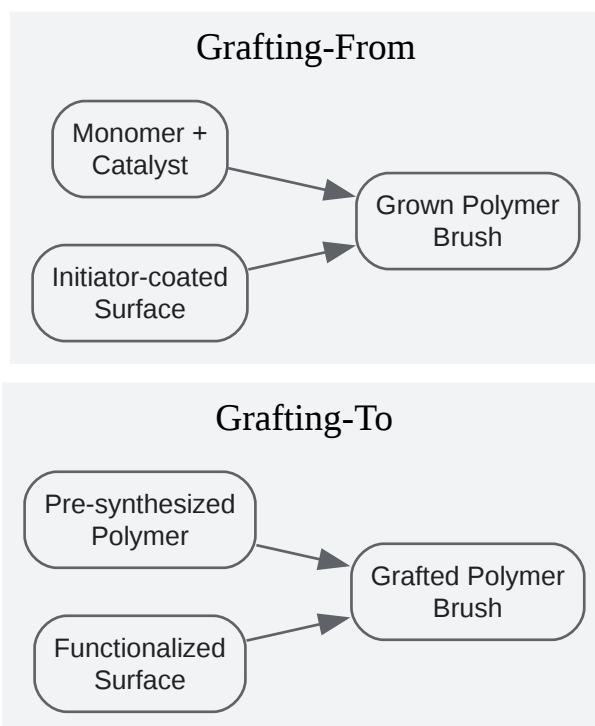 Grafting-From
Monomer +
Catalyst
Grown Polymer
Brush
Initiator-coated
Surface
Grafting-To
Pre-synthesized
Polymer
Grafted Polymer
Brush
Functionalized
Surface